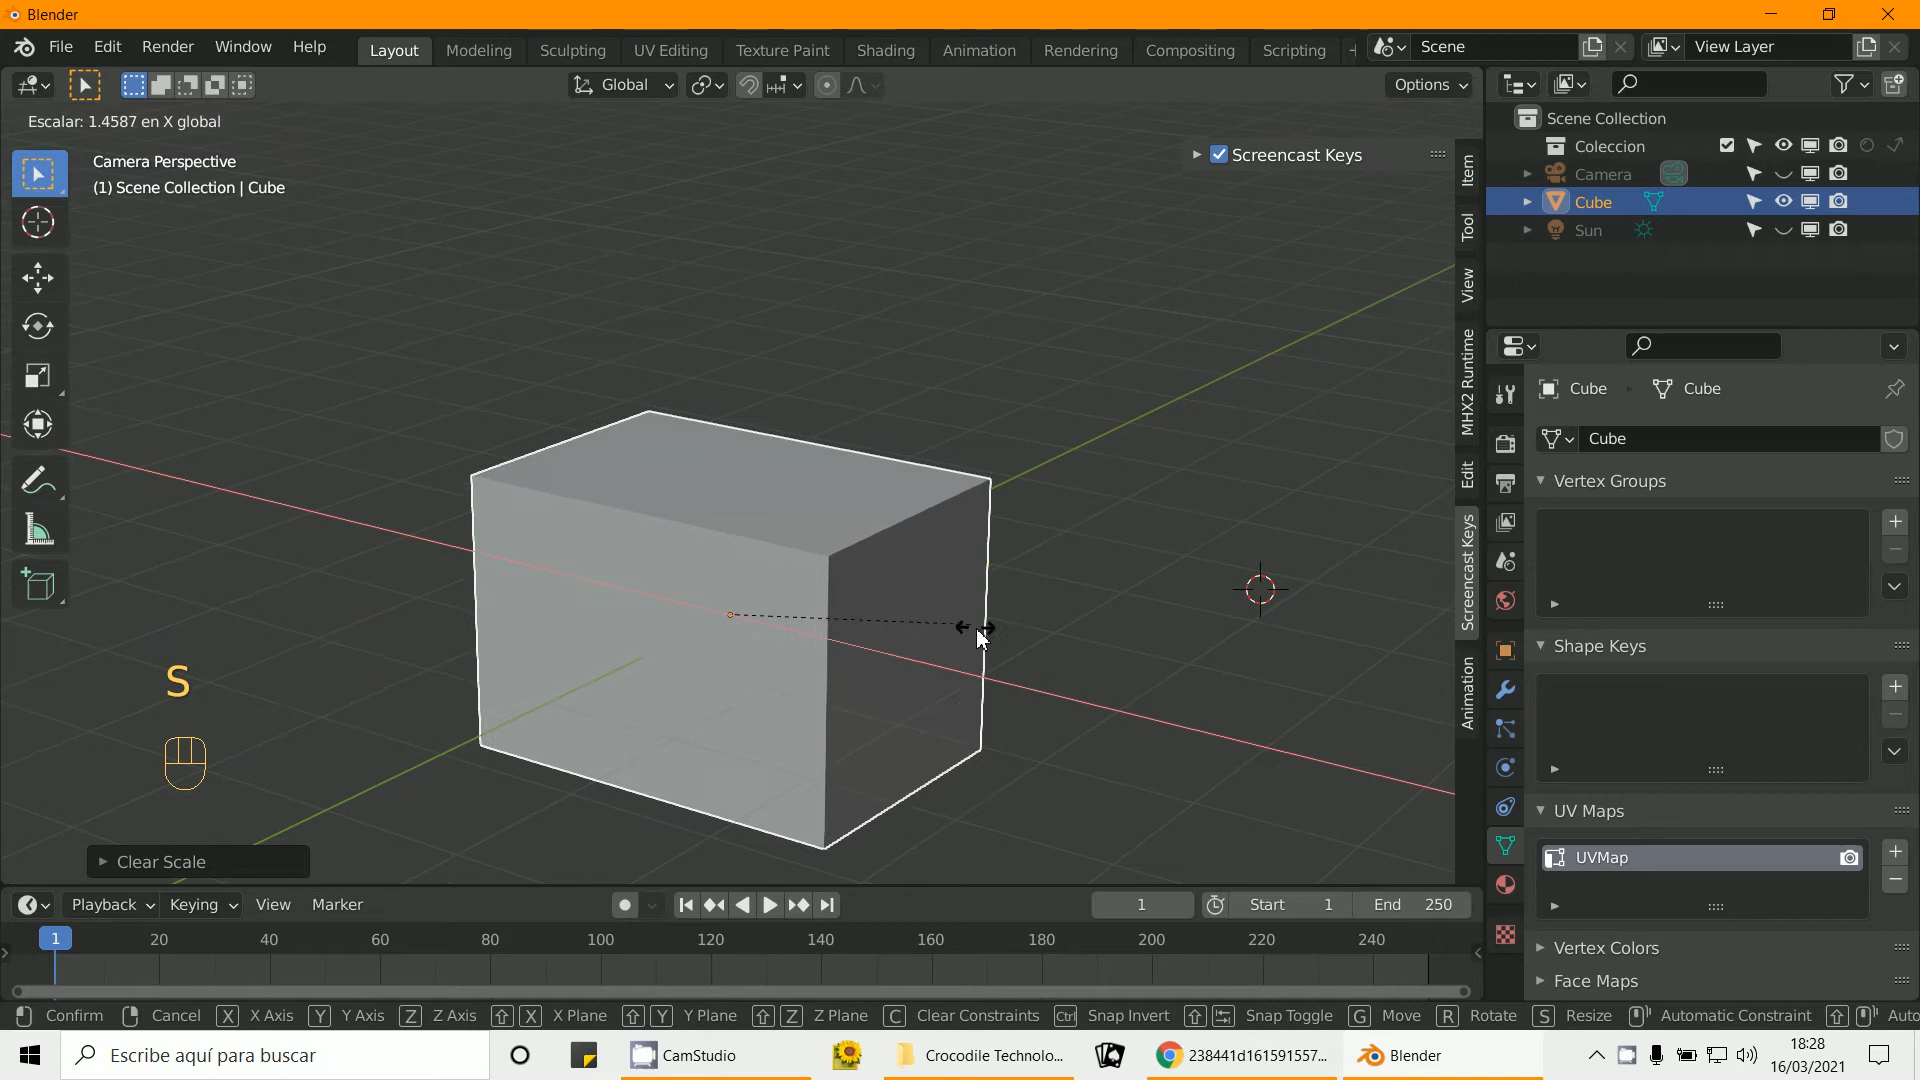 Blender
File Edit Render Window Help Layout Modeling Sculpting UV Editing Texture Paint Shading Animation Rendering Compositing Scripting Scene View Layer
Global Options
Escalar: 1.4587 en X global
Camera Perspective
(1) Scene Collection | Cube
Screencast Keys
Item
Tool
View
MHX2 Runtime
Edit
Screencast Keys
Animation
S
Clear Scale
Scene Collection
Coleccion
Camera
Cube
Sun
Cube Cube
Cube
Vertex Groups
Shape Keys
UV Maps
UVMap
Vertex Colors
Face Maps
Playback Keying View Marker 1 Start 1 End 250
1 20 40 60 80 100 120 140 160 180 200 220 240
Confirm Cancel X X Axis Y Y Axis Z Z Axis X X Plane Y Y Plane Z Z Plane C Clear Constraints Ctrl Snap Invert Snap Toggle G Move R Rotate S Resize Automatic Constraint Auto
Escribe aquí para buscar CamStudio Crocodile Technolo... 238441d161591557... Blender 18:28
16/03/2021